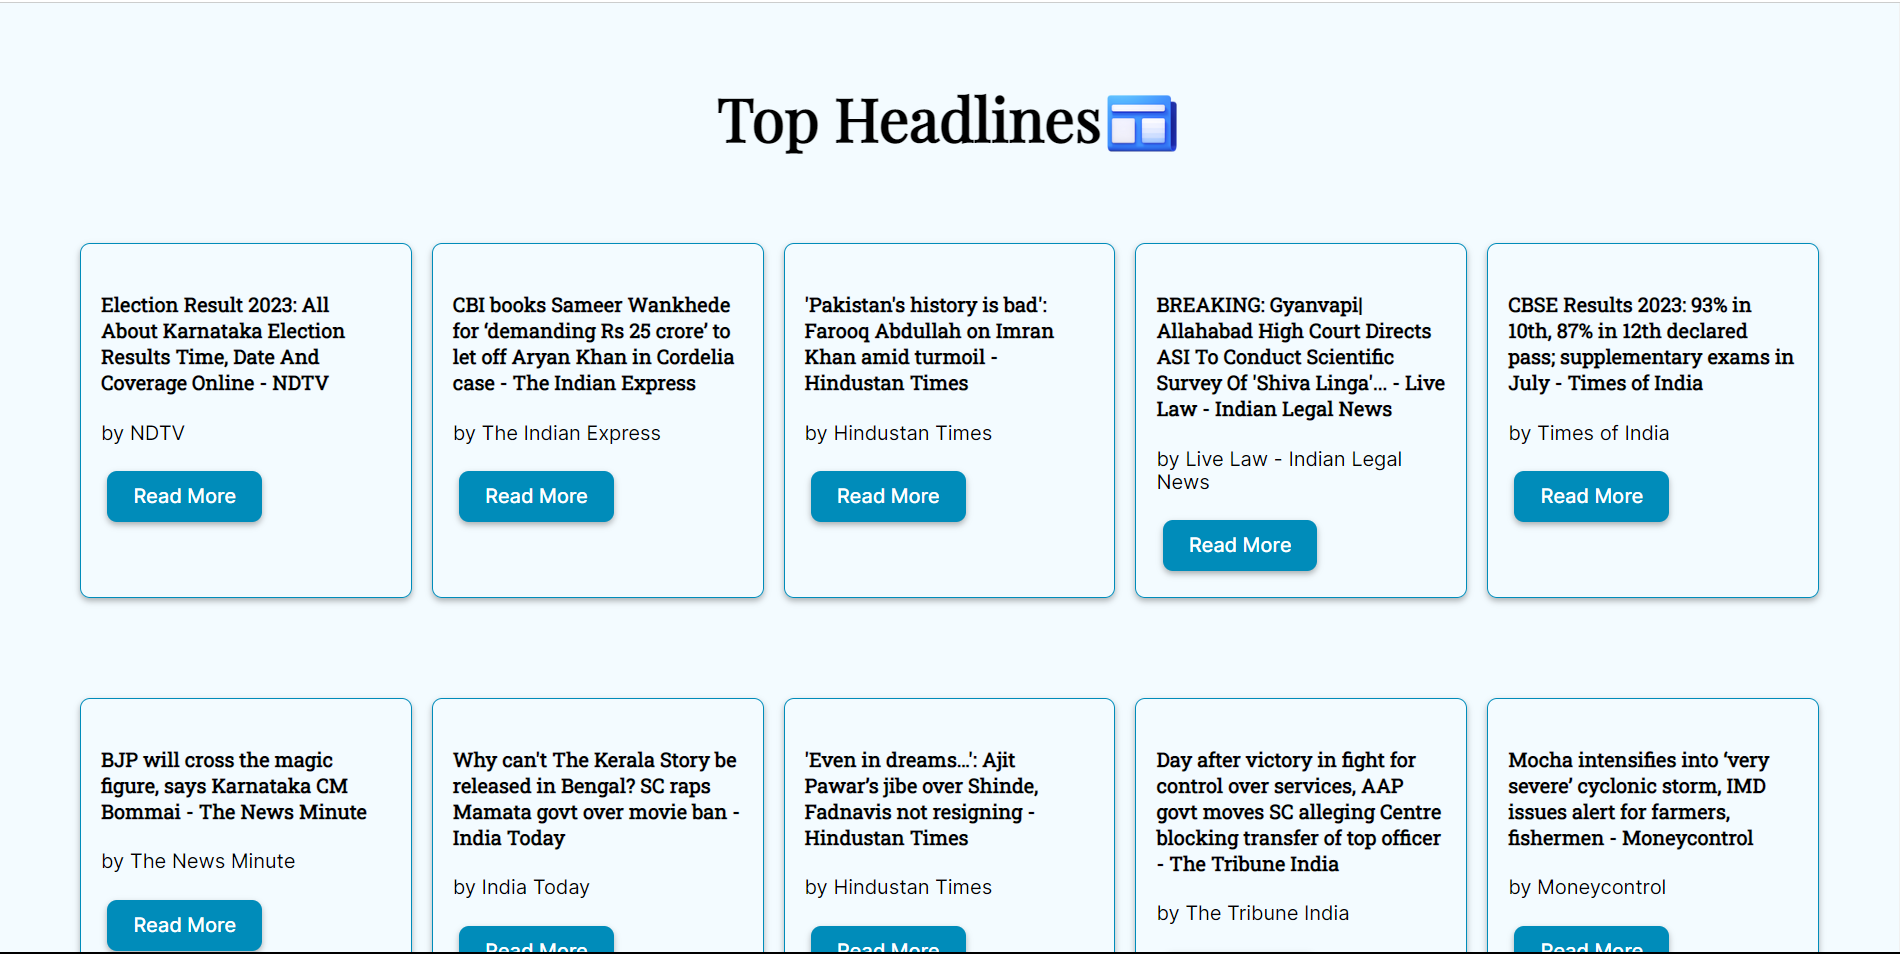 Top Headlines
Election Result 2023: All
About Karnataka Election
Results Time, Date And
Coverage Online - NDTV
by NDTV
Read More
CBI books Sameer Wankhede
for ‘demanding Rs 25 crore’ to
let off Aryan Khan in Cordelia
case - The Indian Express
by The Indian Express
Read More
'Pakistan's history is bad':
Farooq Abdullah on Imran
Khan amid turmoil -
Hindustan Times
by Hindustan Times
Read More
BREAKING: Gyanvapi|
Allahabad High Court Directs
ASI To Conduct Scientific
Survey Of 'Shiva Linga'... - Live
Law - Indian Legal News
by Live Law - Indian Legal
News
Read More
CBSE Results 2023: 93% in
10th, 87% in 12th declared
pass; supplementary exams in
July - Times of India
by Times of India
Read More
BJP will cross the magic
figure, says Karnataka CM
Bommai - The News Minute
by The News Minute
Read More
Why can't The Kerala Story be
released in Bengal? SC raps
Mamata govt over movie ban -
India Today
by India Today
Read More
'Even in dreams...': Ajit
Pawar’s jibe over Shinde,
Fadnavis not resigning -
Hindustan Times
by Hindustan Times
Read More
Day after victory in fight for
control over services, AAP
govt moves SC alleging Centre
blocking transfer of top officer
- The Tribune India
by The Tribune India
Mocha intensifies into ‘very
severe’ cyclonic storm, IMD
issues alert for farmers,
fishermen - Moneycontrol
by Moneycontrol
Read More